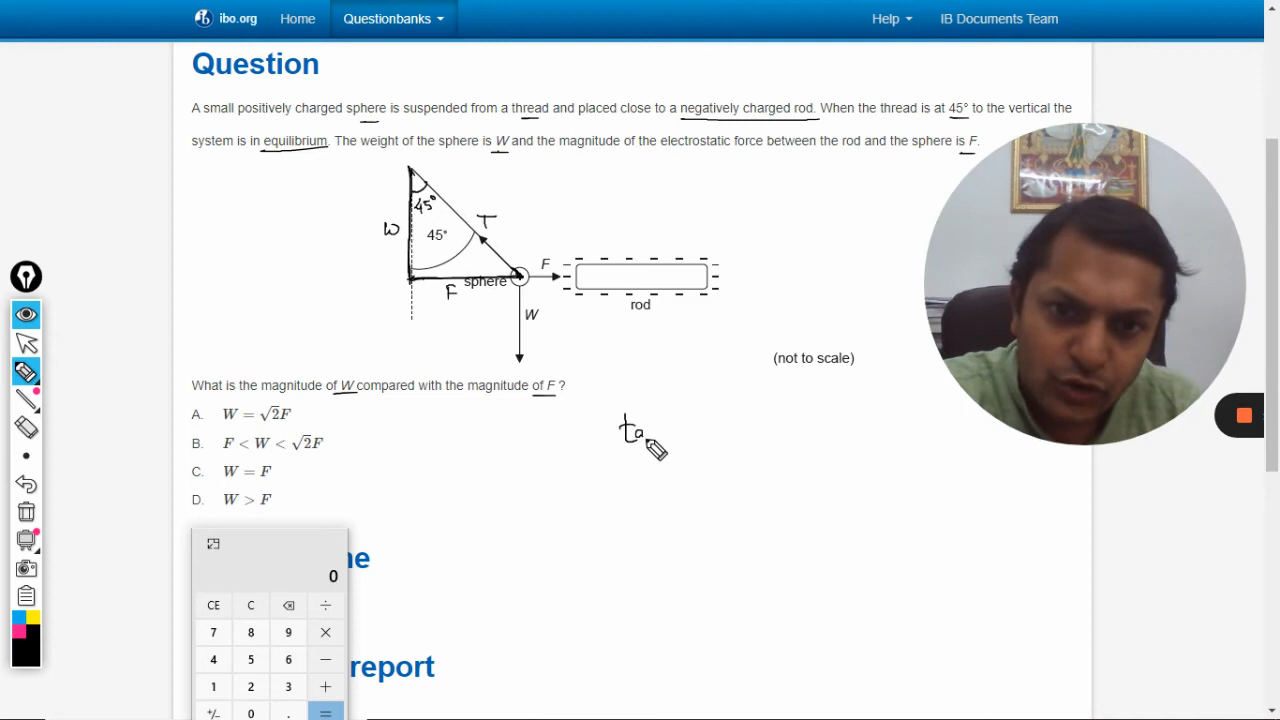 ibo.org Home Questionbanks Help IB Documents Team
Question
A small positively charged sphere is suspended from a thread and placed close to a negatively charged rod. When the thread is at 45° to the vertical the
system is in equilibrium. The weight of the sphere is W and the magnitude of the electrostatic force between the rod and the sphere is F.
45°
T
W
45°
F
sphere
F
W
rod
(not to scale)
What is the magnitude of W compared with the magnitude of F ?
A. W = √2F
B. F < W < √2F
C. W = F
D. W > F
ta
0
CE C ÷
7 8 9 ×
4 5 6 −
1 2 3 +
+/− 0 . =
me
report